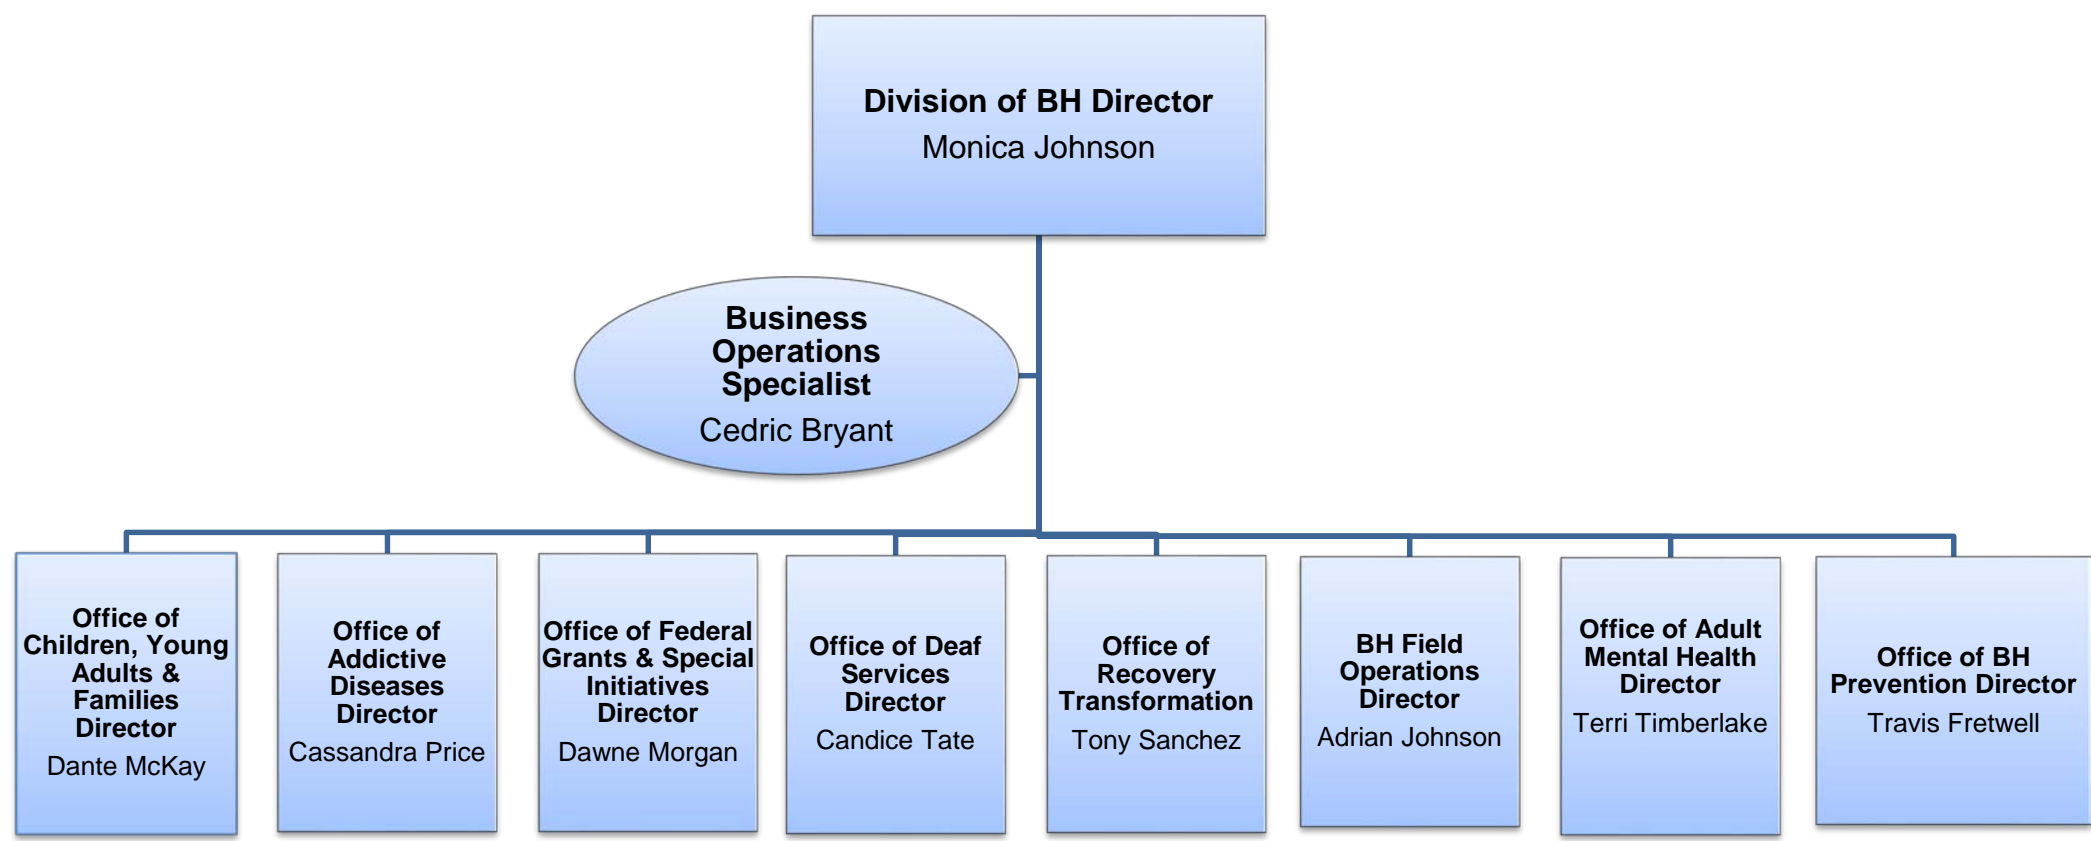 Division of BH Director
Monica Johnson
Business
Operations
Specialist
Cedric Bryant
Office of
Children, Young
Adults &
Families
Director
Dante McKay
Office of
Addictive
Diseases
Director
Cassandra Price
Office of Federal
Grants & Special
Initiatives
Director
Dawne Morgan
Office of Deaf
Services
Director
Candice Tate
Office of
Recovery
Transformation
Tony Sanchez
BH Field
Operations
Director
Adrian Johnson
Office of Adult
Mental Health
Director
Terri Timberlake
Office of BH
Prevention Director
Travis Fretwell